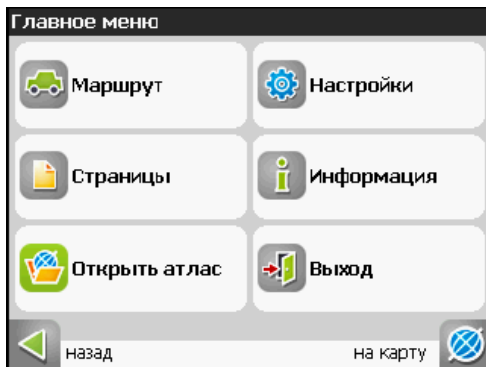 Главное меню
Маршрут
Настройки
Страницы
Информация
Открыть атлас
Выход
назад
на карту